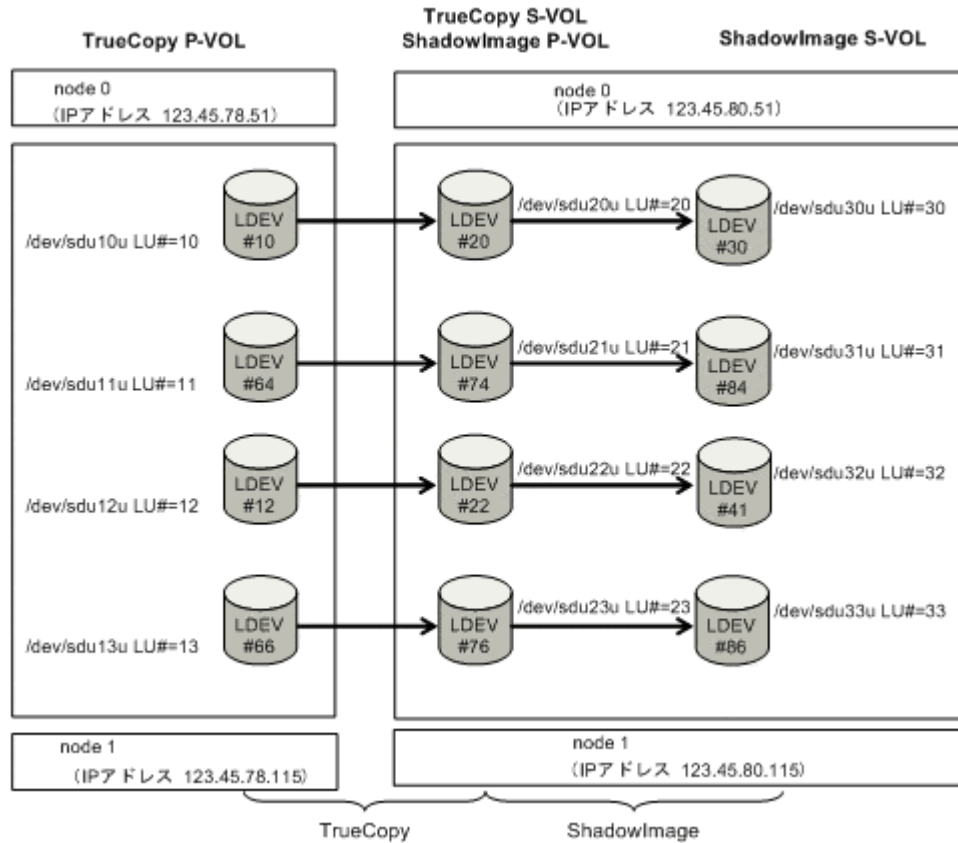 TrueCopy P-VOL
TrueCopy S-VOL
ShadowImage P-VOL
ShadowImage S-VOL
node 0
(IPアドレス 123.45.78.51)
node 0
(IPアドレス 123.45.80.51)
/dev/sdu10u LU#=10
LDEV
#10
LDEV
#20
/dev/sdu20u LU#=20
LDEV
#30
/dev/sdu30u LU#=30
/dev/sdu11u LU#=11
LDEV
#64
LDEV
#74
/dev/sdu21u LU#=21
LDEV
#84
/dev/sdu31u LU#=31
/dev/sdu12u LU#=12
LDEV
#12
LDEV
#22
/dev/sdu22u LU#=22
LDEV
#41
/dev/sdu32u LU#=32
/dev/sdu13u LU#=13
LDEV
#66
LDEV
#76
/dev/sdu23u LU#=23
LDEV
#86
/dev/sdu33u LU#=33
node 1
(IPアドレス 123.45.78.115)
node 1
(IPアドレス 123.45.80.115)
TrueCopy
ShadowImage